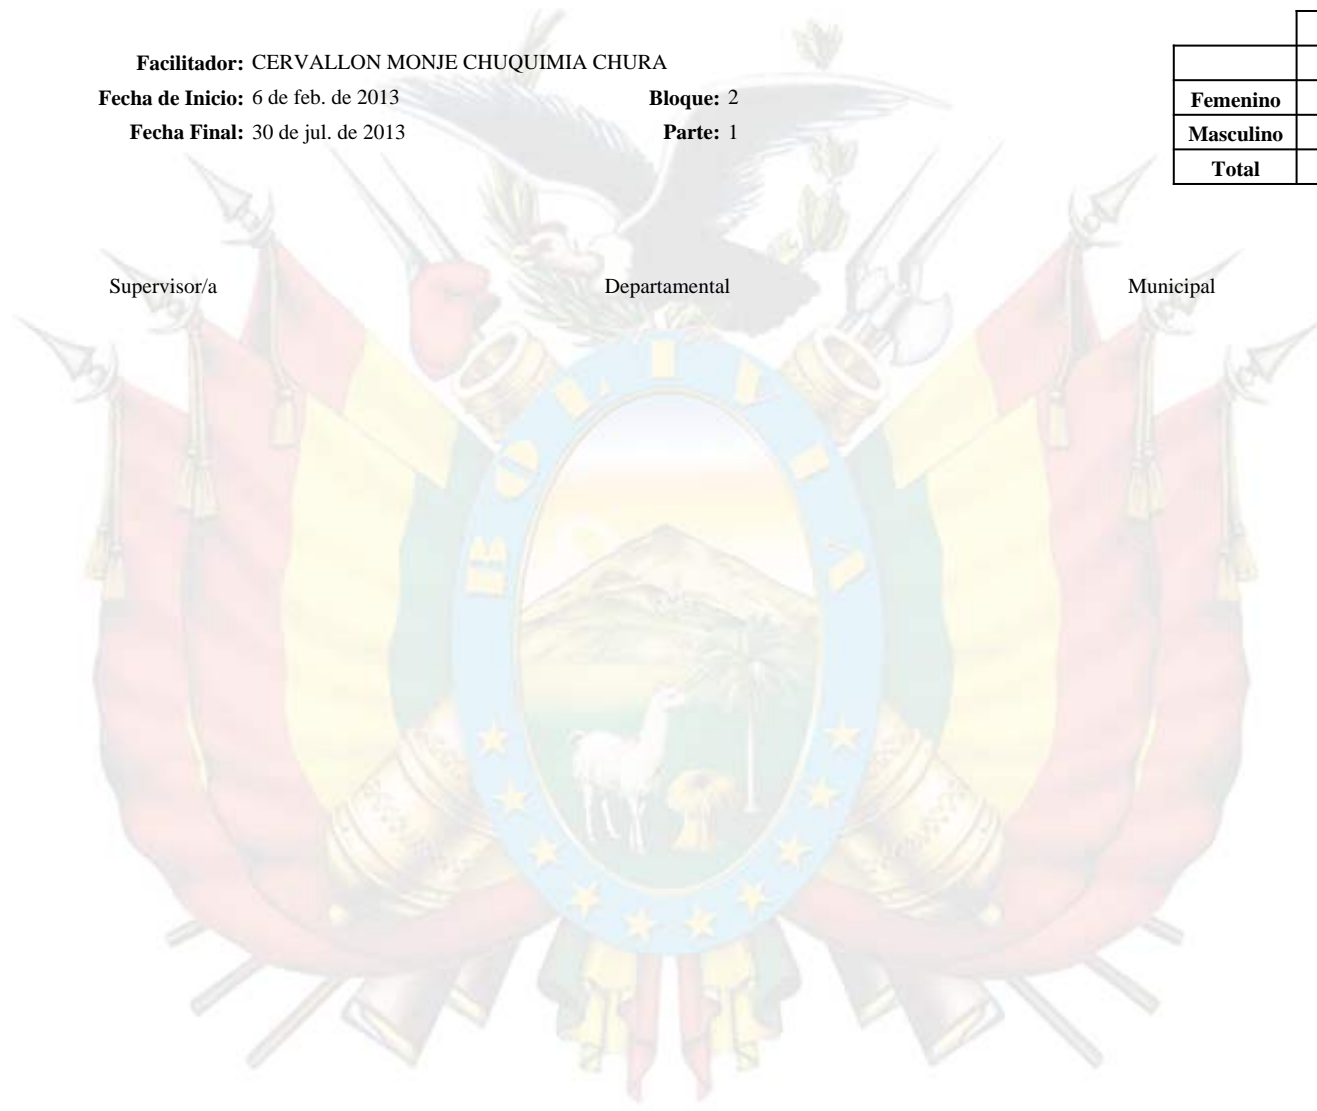 Facilitador: CERVALLON MONJE CHUQUIMIA CHURA
Fecha de Inicio: 6 de feb. de 2013 Bloque: 2
Fecha Final: 30 de jul. de 2013 Parte: 1
Femenino
Masculino
Total
Supervisor/a Departamental Municipal
BOLIVIA